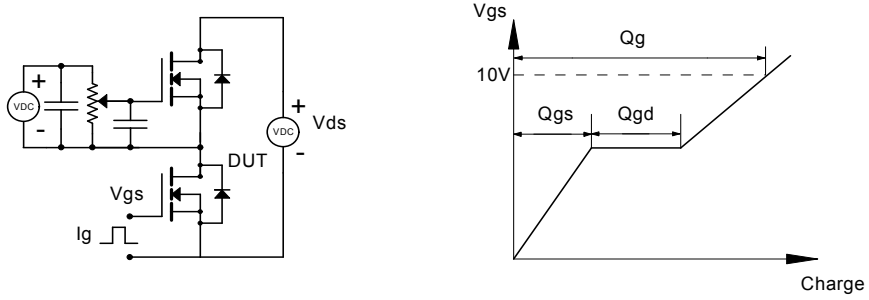 +
VDC
-
+
VDC
Vds
-
DUT
Vgs
Ig
Vgs
Qg
10V
Qgs
Qgd
Charge